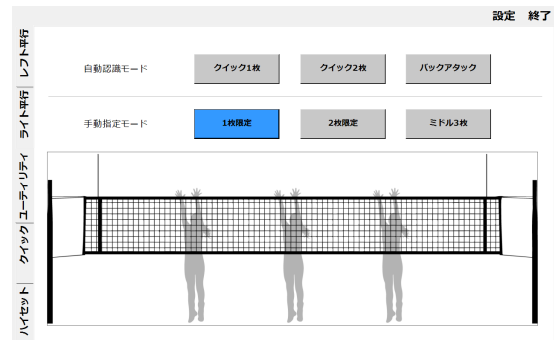 設定 終了
レフト平行
ライト平行
ユーティリティ
クイック
ハイセット
自動認識モード
クイック1枚
クイック2枚
バックアタック
手動指定モード
1枚限定
2枚限定
ミドル3枚